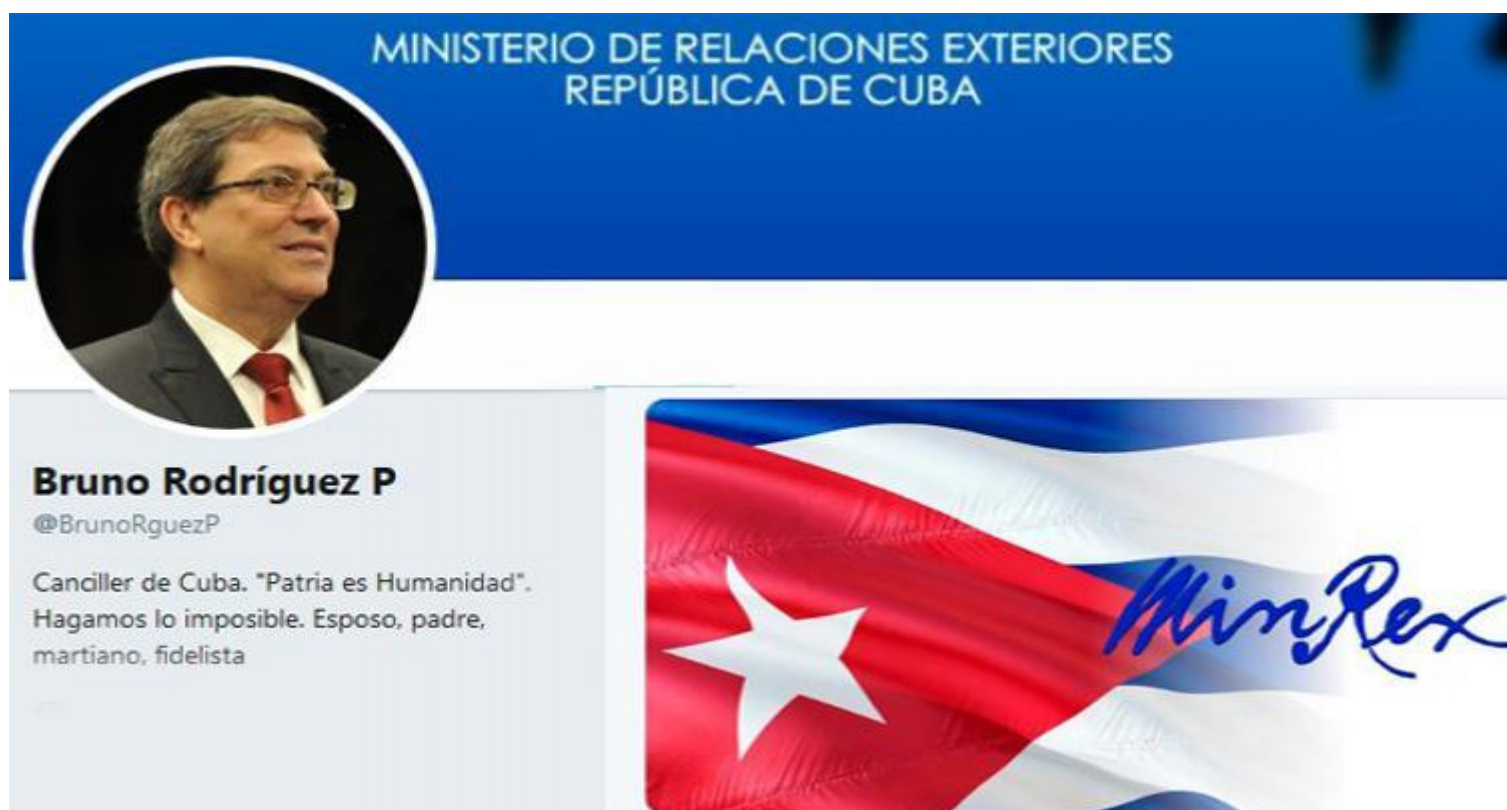 MINISTERIO DE RELACIONES EXTERIORES
REPÚBLICA DE CUBA
Bruno Rodríguez P
@BrunoRguezP
Canciller de Cuba. "Patria es Humanidad".
Hagamos lo imposible. Esposo, padre,
martiano, fidelista
MinRex